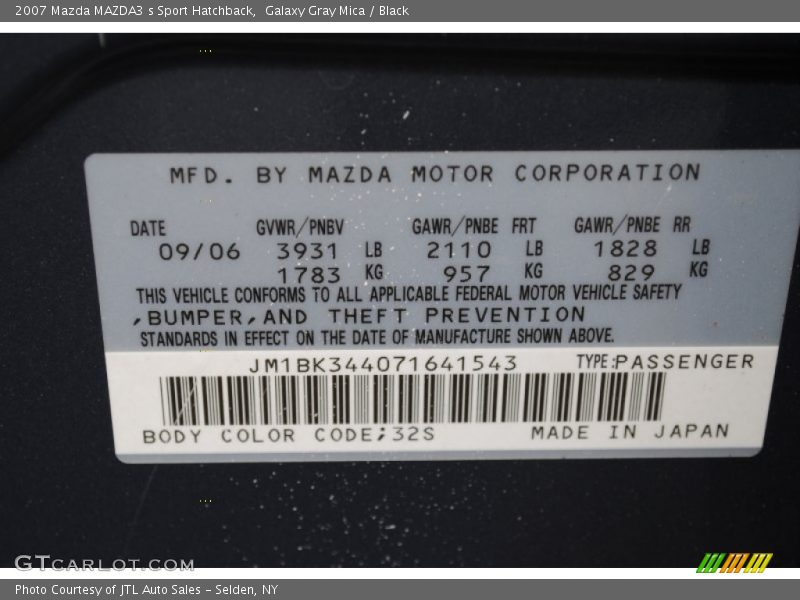 2007 Mazda MAZDA3 s Sport Hatchback, Galaxy Gray Mica / Black
MFD. BY MAZDA MOTOR CORPORATION
DATE GVWR/PNBV GAWR/PNBE FRT GAWR/PNBE RR
09/06 3931 LB 2110 LB 1828 LB
1783 KG 957 KG 829 KG
THIS VEHICLE CONFORMS TO ALL APPLICABLE FEDERAL MOTOR VEHICLE SAFETY
,BUMPER,AND THEFT PREVENTION
STANDARDS IN EFFECT ON THE DATE OF MANUFACTURE SHOWN ABOVE.
JM1BK344071641543 TYPE:PASSENGER
BODY COLOR CODE;32S MADE IN JAPAN
GTCARLOT.COM
Photo Courtesy of JTL Auto Sales - Selden, NY